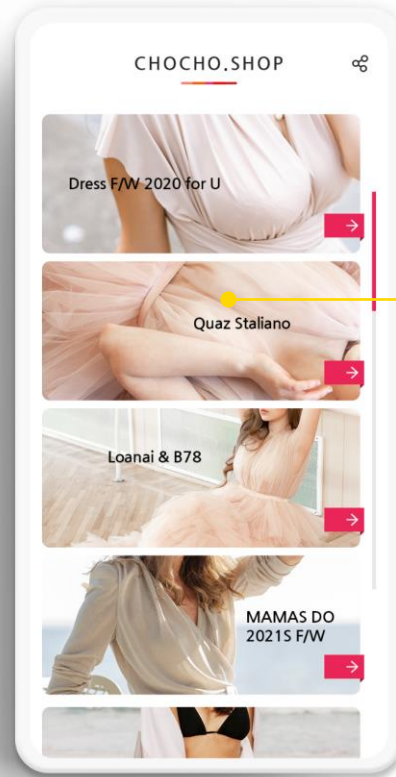 CHOCHO.SHOP
Dress F/W 2020 for U
Quaz Staliano
Loanai & B78
MAMAS DO
2021S F/W